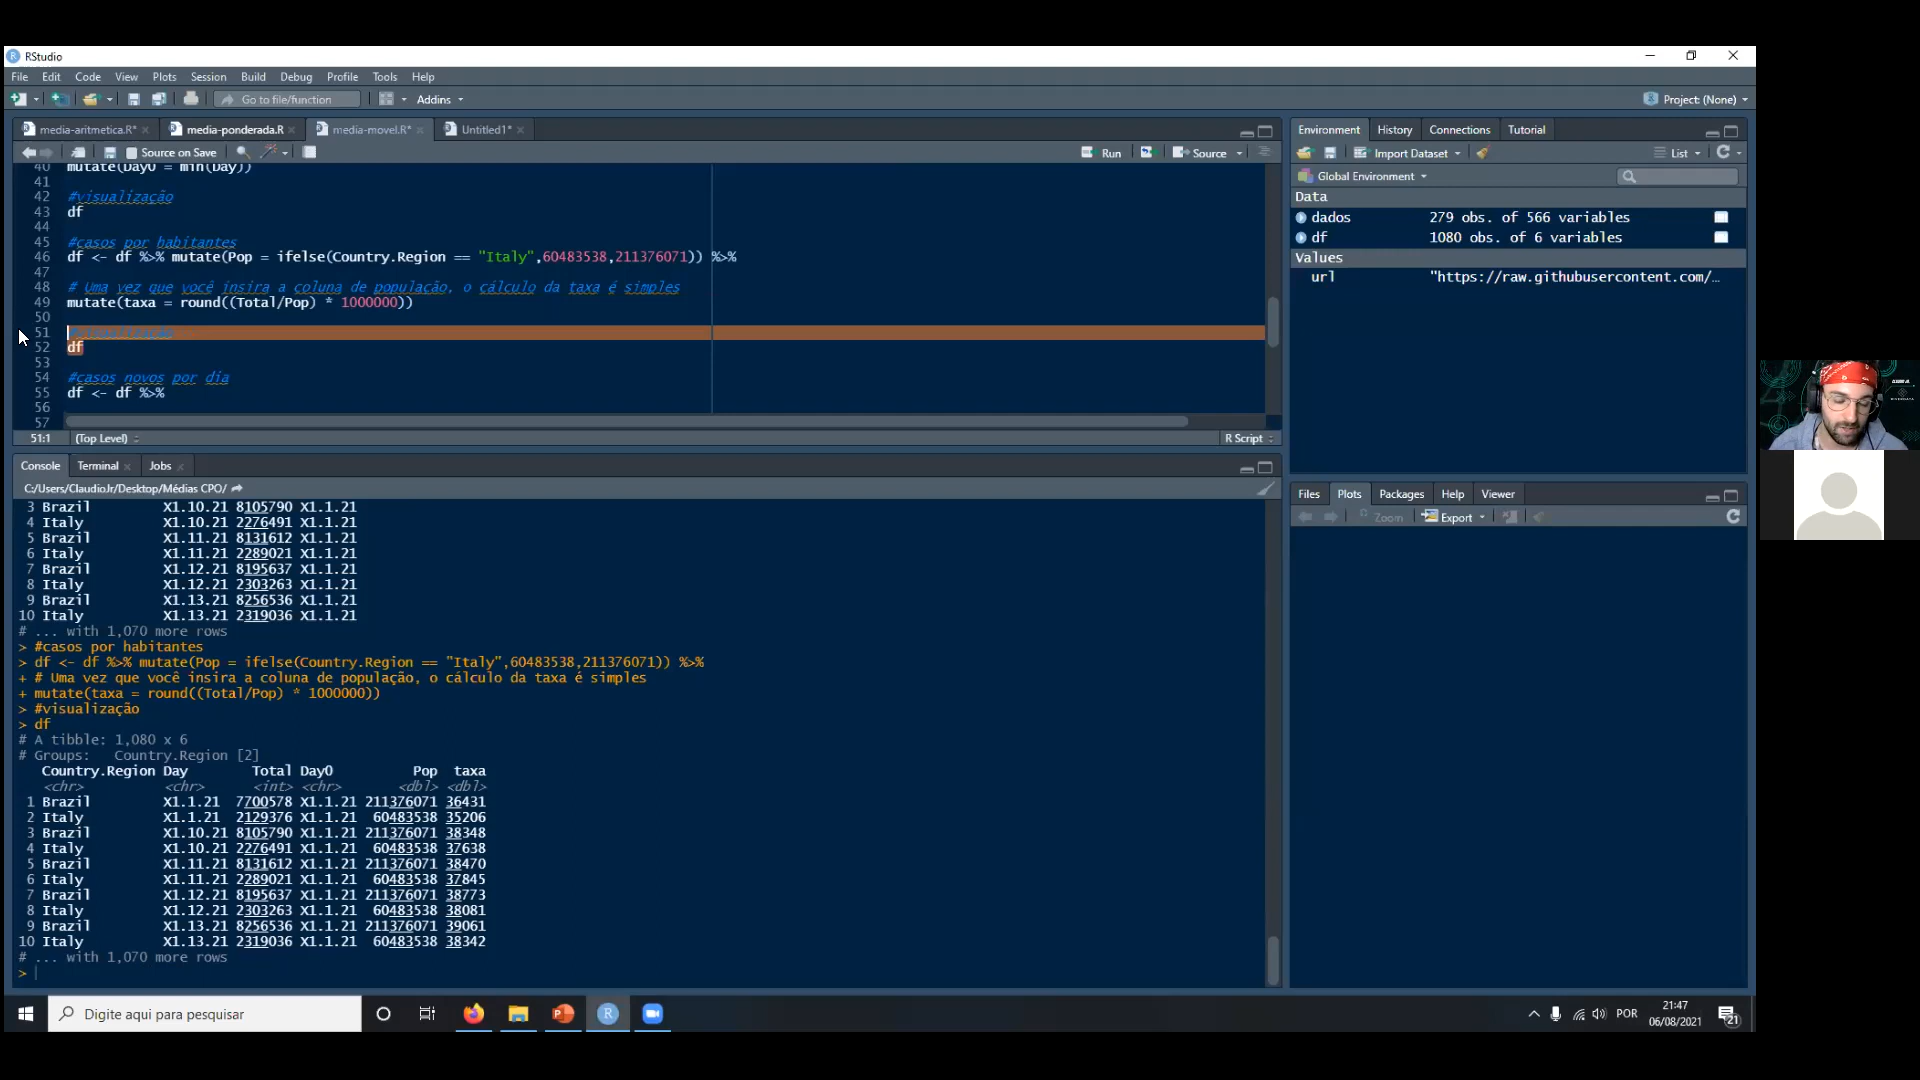 RStudio
File Edit Code View Plots Session Build Debug Profile Tools Help
Go to file/function Addins Project: (None)
media-aritmetica.R* media-ponderada.R media-movel.R* Untitled1*
Source on Save Run Source
40 mutate(Day0 = min(Day))
41
42 #visualização
43 df
44
45 #casos por habitantes
46 df <- df %>% mutate(Pop = ifelse(Country.Region == "Italy",60483538,211376071)) %>%
47
48 # Uma vez que você insira a coluna de população, o cálculo da taxa é simples
49 mutate(taxa = round((Total/Pop) * 1000000))
50
51 #visualização
52 df
53
54 #casos novos por dia
55 df <- df %>%
56
57
51:1 (Top Level) R Script
Console Terminal Jobs
C:/Users/ClaudioJr/Desktop/Médias CPO/
3 Brazil X1.10.21 8105790 X1.1.21
4 Italy X1.10.21 2276491 X1.1.21
5 Brazil X1.11.21 8131612 X1.1.21
6 Italy X1.11.21 2289021 X1.1.21
7 Brazil X1.12.21 8195637 X1.1.21
8 Italy X1.12.21 2303263 X1.1.21
9 Brazil X1.13.21 8256536 X1.1.21
10 Italy X1.13.21 2319036 X1.1.21
# ... with 1,070 more rows
> #casos por habitantes
> df <- df %>% mutate(Pop = ifelse(Country.Region == "Italy",60483538,211376071)) %>%
+ # Uma vez que você insira a coluna de população, o cálculo da taxa é simples
+ mutate(taxa = round((Total/Pop) * 1000000))
> #visualização
> df
# A tibble: 1,080 x 6
# Groups: Country.Region [2]
Country.Region Day Total Day0 Pop taxa
<chr> <chr> <int> <chr> <dbl> <dbl>
1 Brazil X1.1.21 7700578 X1.1.21 211376071 36431
2 Italy X1.1.21 2129376 X1.1.21 60483538 35206
3 Brazil X1.10.21 8105790 X1.1.21 211376071 38348
4 Italy X1.10.21 2276491 X1.1.21 60483538 37638
5 Brazil X1.11.21 8131612 X1.1.21 211376071 38470
6 Italy X1.11.21 2289021 X1.1.21 60483538 37845
7 Brazil X1.12.21 8195637 X1.1.21 211376071 38773
8 Italy X1.12.21 2303263 X1.1.21 60483538 38081
9 Brazil X1.13.21 8256536 X1.1.21 211376071 39061
10 Italy X1.13.21 2319036 X1.1.21 60483538 38342
# ... with 1,070 more rows
>
Environment History Connections Tutorial
Import Dataset List
Global Environment
Data
dados 279 obs. of 566 variables
df 1080 obs. of 6 variables
Values
url "https://raw.githubusercontent.com/…
Files Plots Packages Help Viewer
Zoom Export
Digite aqui para pesquisar
POR
21:47
06/08/2021
21